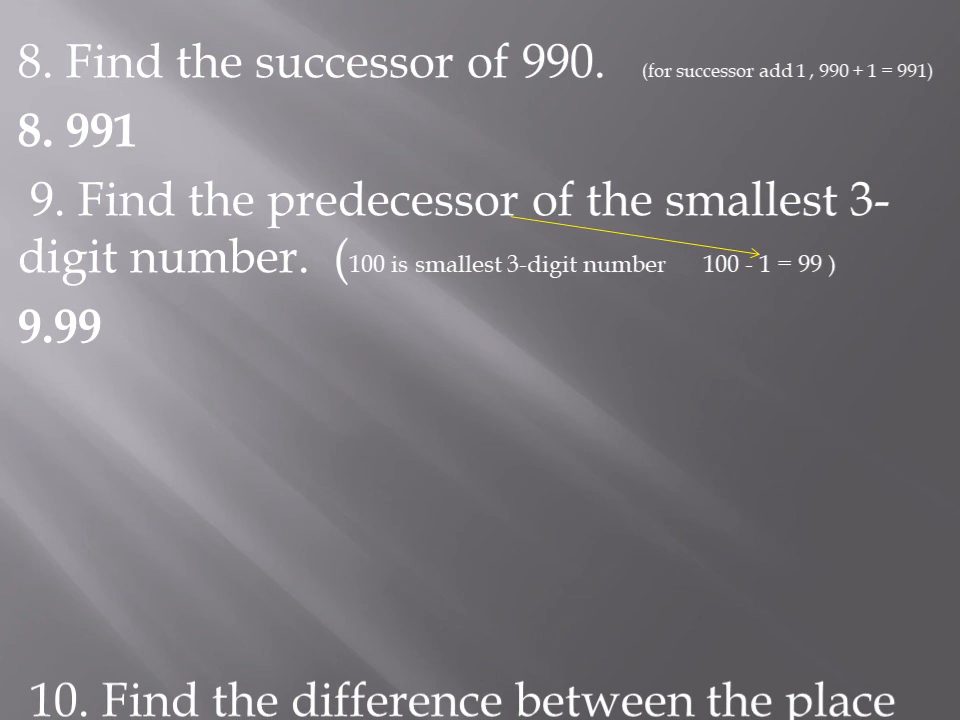 8. Find the successor of 990. (for successor add 1 , 990 + 1 = 991)
8. 991
9. Find the predecessor of the smallest 3-
digit number. (100 is smallest 3-digit number 100 - 1 = 99 )
9.99
10. Find the difference between the place